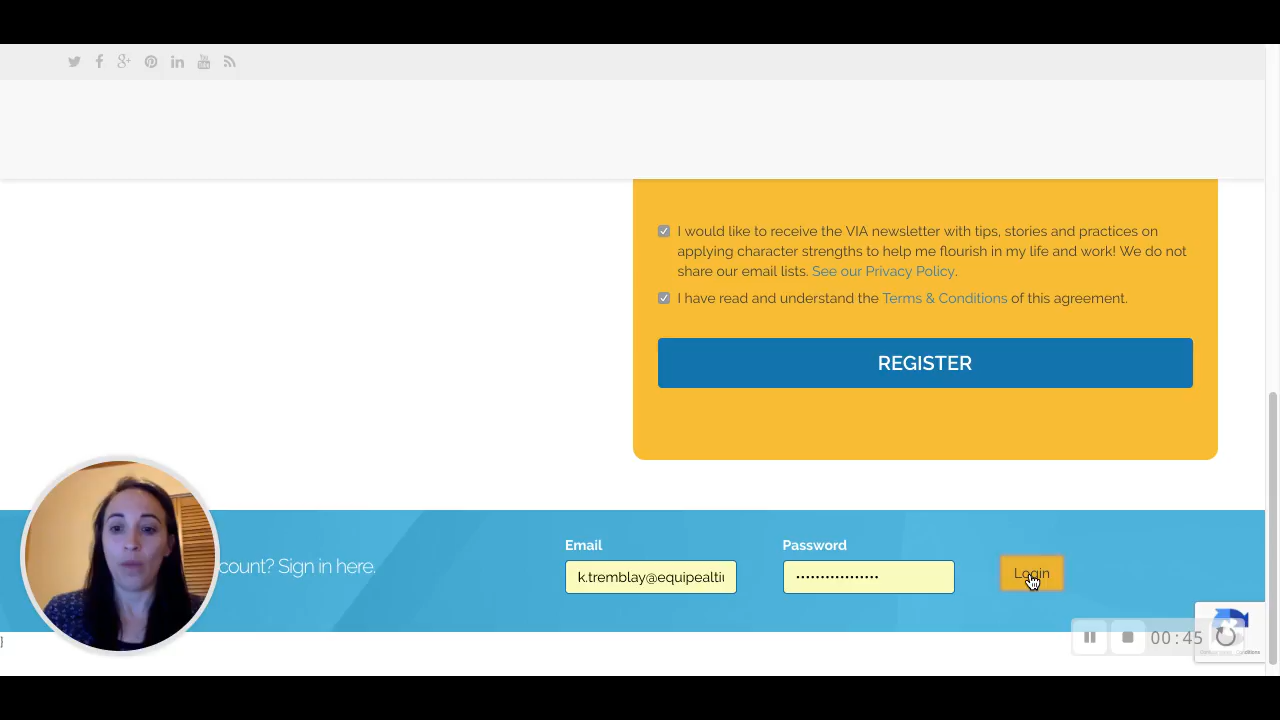 I would like to receive the VIA newsletter with tips, stories and practices on
applying character strengths to help me flourish in my life and work! We do not
share our email lists. See our Privacy Policy.
I have read and understand the Terms & Conditions of this agreement.
REGISTER
count? Sign in here.
Email
Password
k.tremblay@equipealti
••••••••••••••••••
Login
}
00:45